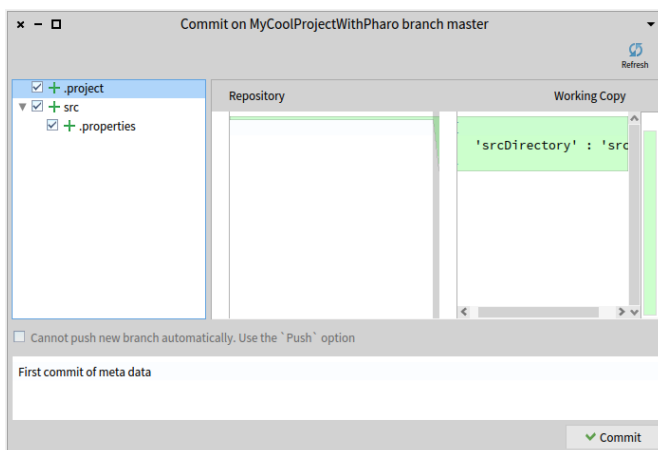 Commit on MyCoolProjectWithPharo branch master
Refresh
.project
src
.properties
Repository
Working Copy
'srcDirectory' : 'src
Cannot push new branch automatically. Use the `Push` option
First commit of meta data
Commit